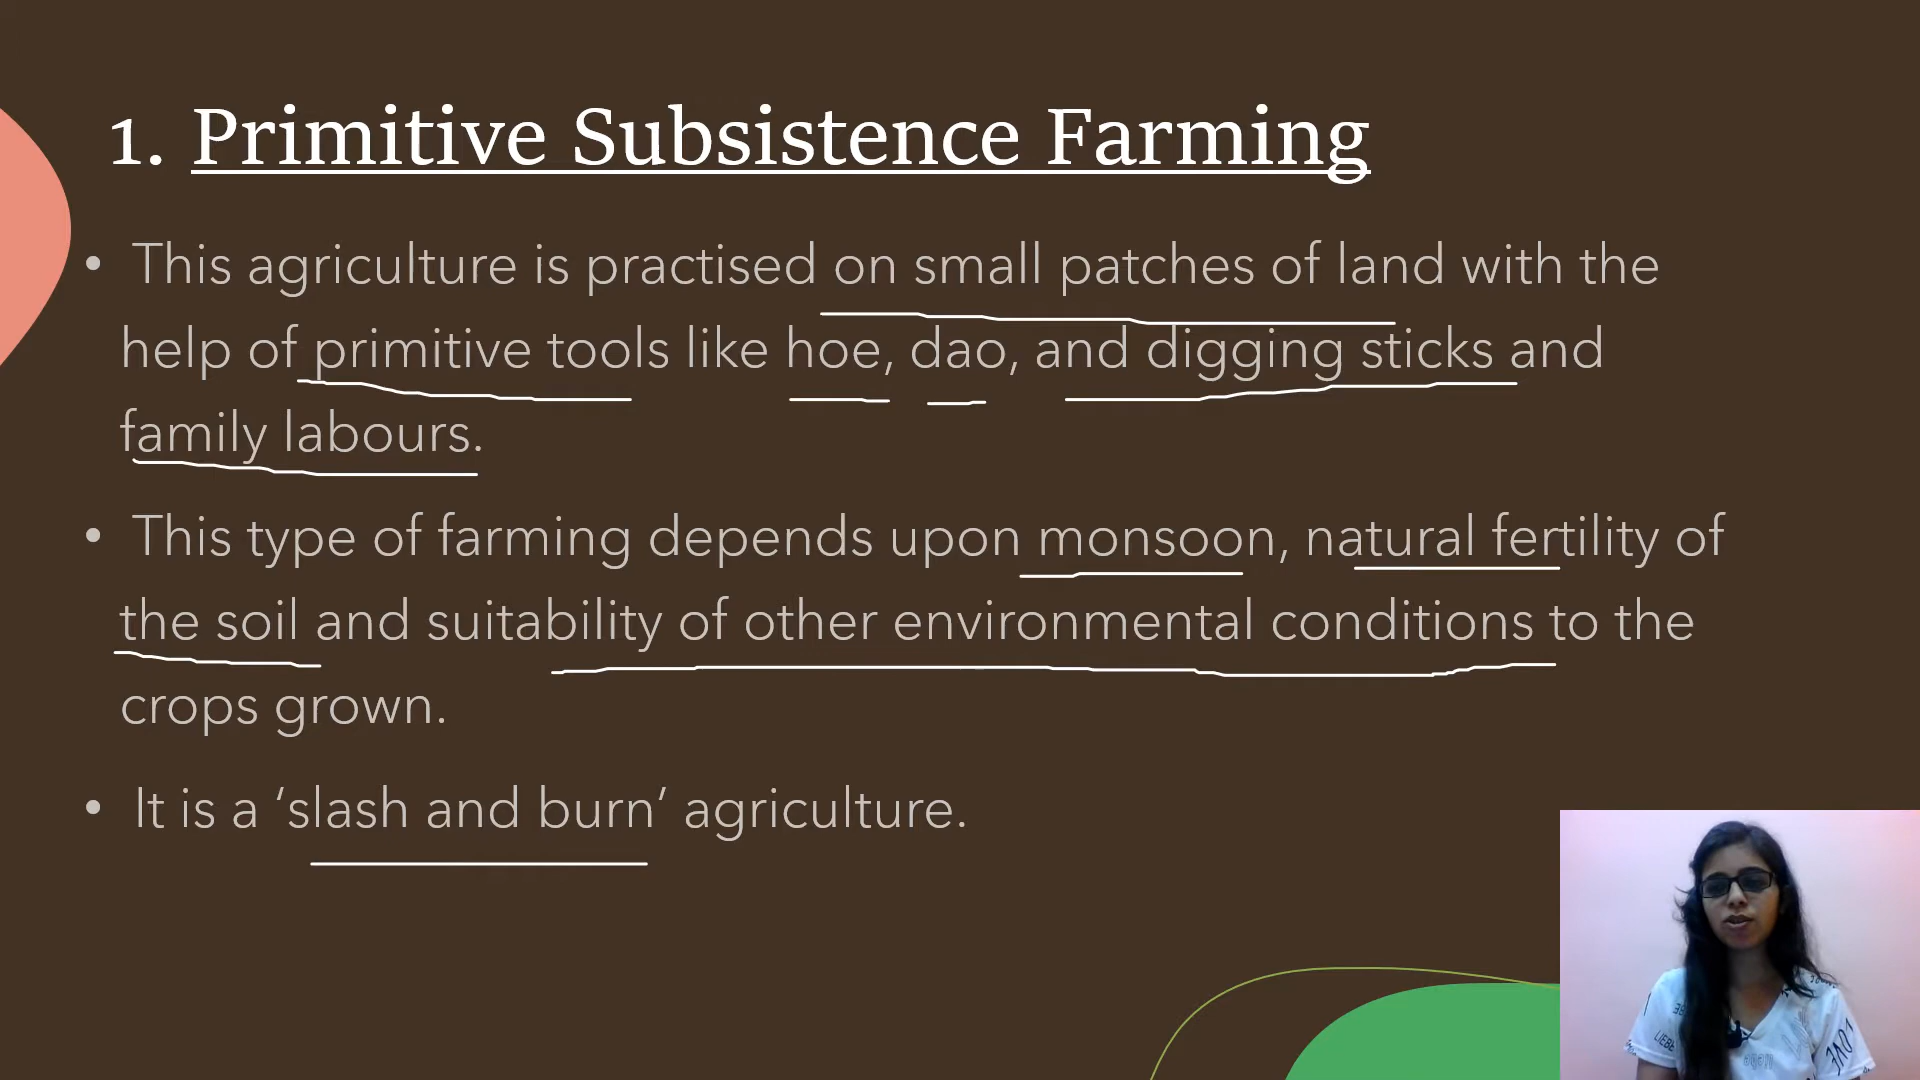 1. Primitive Subsistence Farming
• This agriculture is practised on small patches of land with the
help of primitive tools like hoe, dao, and digging sticks and
family labours.
• This type of farming depends upon monsoon, natural fertility of
the soil and suitability of other environmental conditions to the
crops grown.
• It is a ‘slash and burn’ agriculture.
LIEBE
LOVE